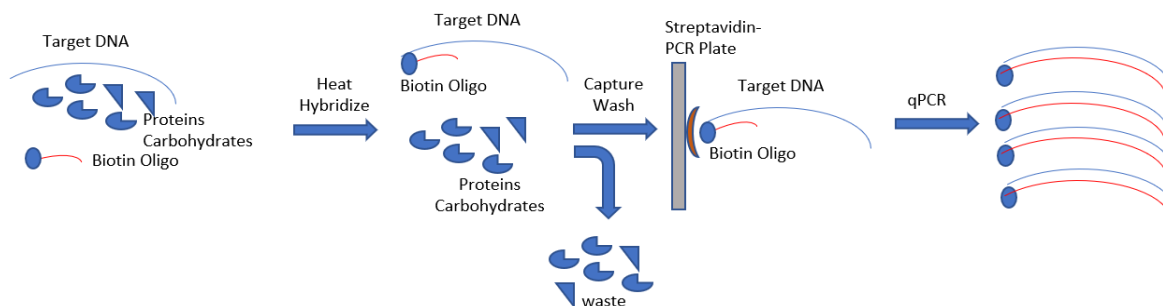 Target DNA
Proteins
Carbohydrates
Biotin Oligo
Heat
Hybridize
Target DNA
Biotin Oligo
Proteins
Carbohydrates
Capture
Wash
waste
Streptavidin-
PCR Plate
Target DNA
Biotin Oligo
qPCR